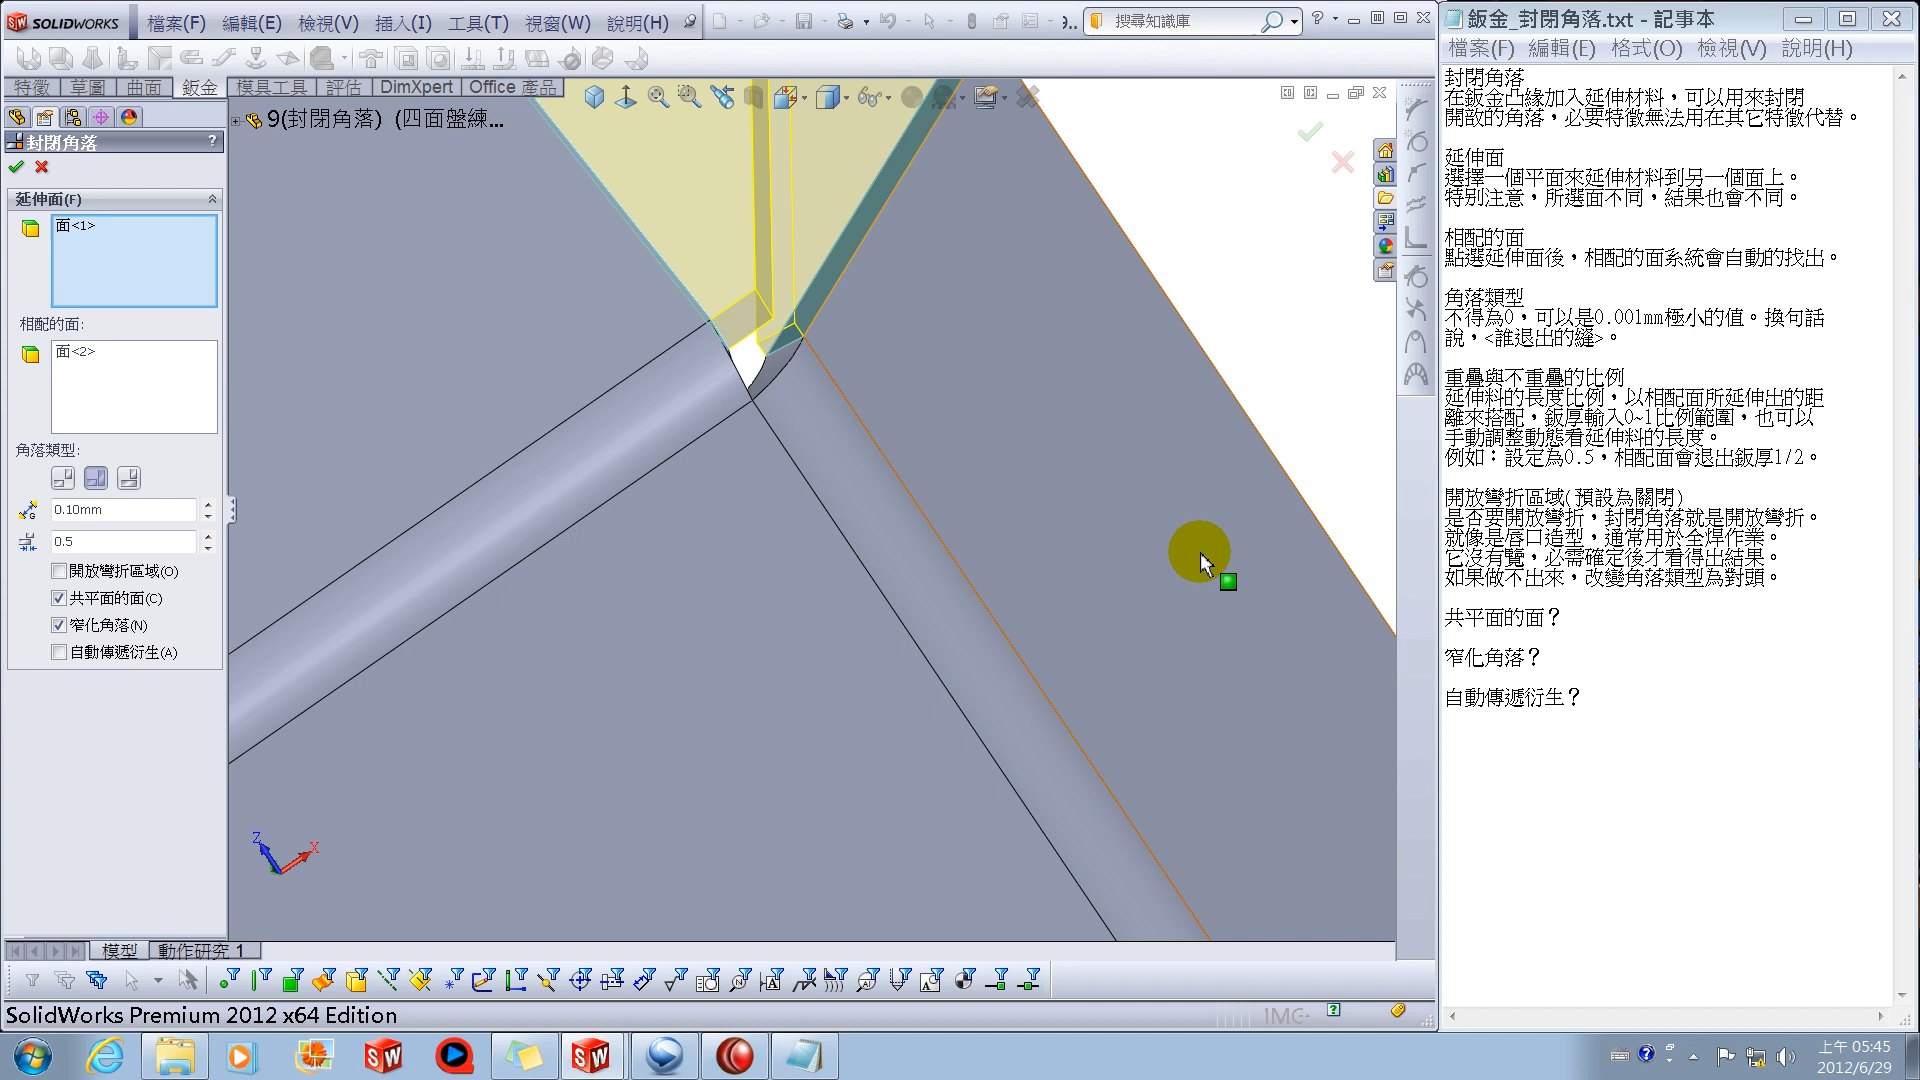 SOLIDWORKS
檔案(F) 編輯(E) 檢視(V) 插入(I) 工具(T) 視窗(W) 說明(H)
9..
搜尋知識庫
特徵 草圖 曲面 鈑金 模具工具 評估 DimXpert Office 產品
9(封閉角落) (四面盤練...
封閉角落
延伸面(F)
面<1>
相配的面:
面<2>
角落類型:
0.10mm
0.5
開放彎折區域(O)
共平面的面(C)
窄化角落(N)
自動傳遞衍生(A)
Z
X
模型 動作研究 1
SolidWorks Premium 2012 x64 Edition
鈑金_封閉角落.txt - 記事本
檔案(F) 編輯(E) 格式(O) 檢視(V) 說明(H)
封閉角落
在鈑金凸緣加入延伸材料，可以用來封閉
開啟的角落，必要特徵無法用在其它特徵代替。
延伸面
選擇一個平面來延伸材料到另一個面上。
特別注意，所選面不同，結果也會不同。
相配的面
點選延伸面後，相配的面系統會自動的找出。
角落類型
不得為0，可以是0.001mm極小的值。換句話
說，<誰退出的縫>。
重疊與不重疊的比例
延伸料的長度比例，以相配面所延伸出的距
離來搭配，鈑厚輸入0~1比例範圍，也可以
手動調整動態看延伸料的長度。
例如：設定為0.5，相配面會退出鈑厚1/2。
開放彎折區域(預設為關閉)
是否要開放彎折，封閉角落就是開放彎折。
就像是唇口造型，通常用於全焊作業。
它沒有覽，必需確定後才看得出結果。
如果做不出來，改變角落類型為對頭。
共平面的面？
窄化角落？
自動傳遞衍生？
上午 05:45
2012/6/29